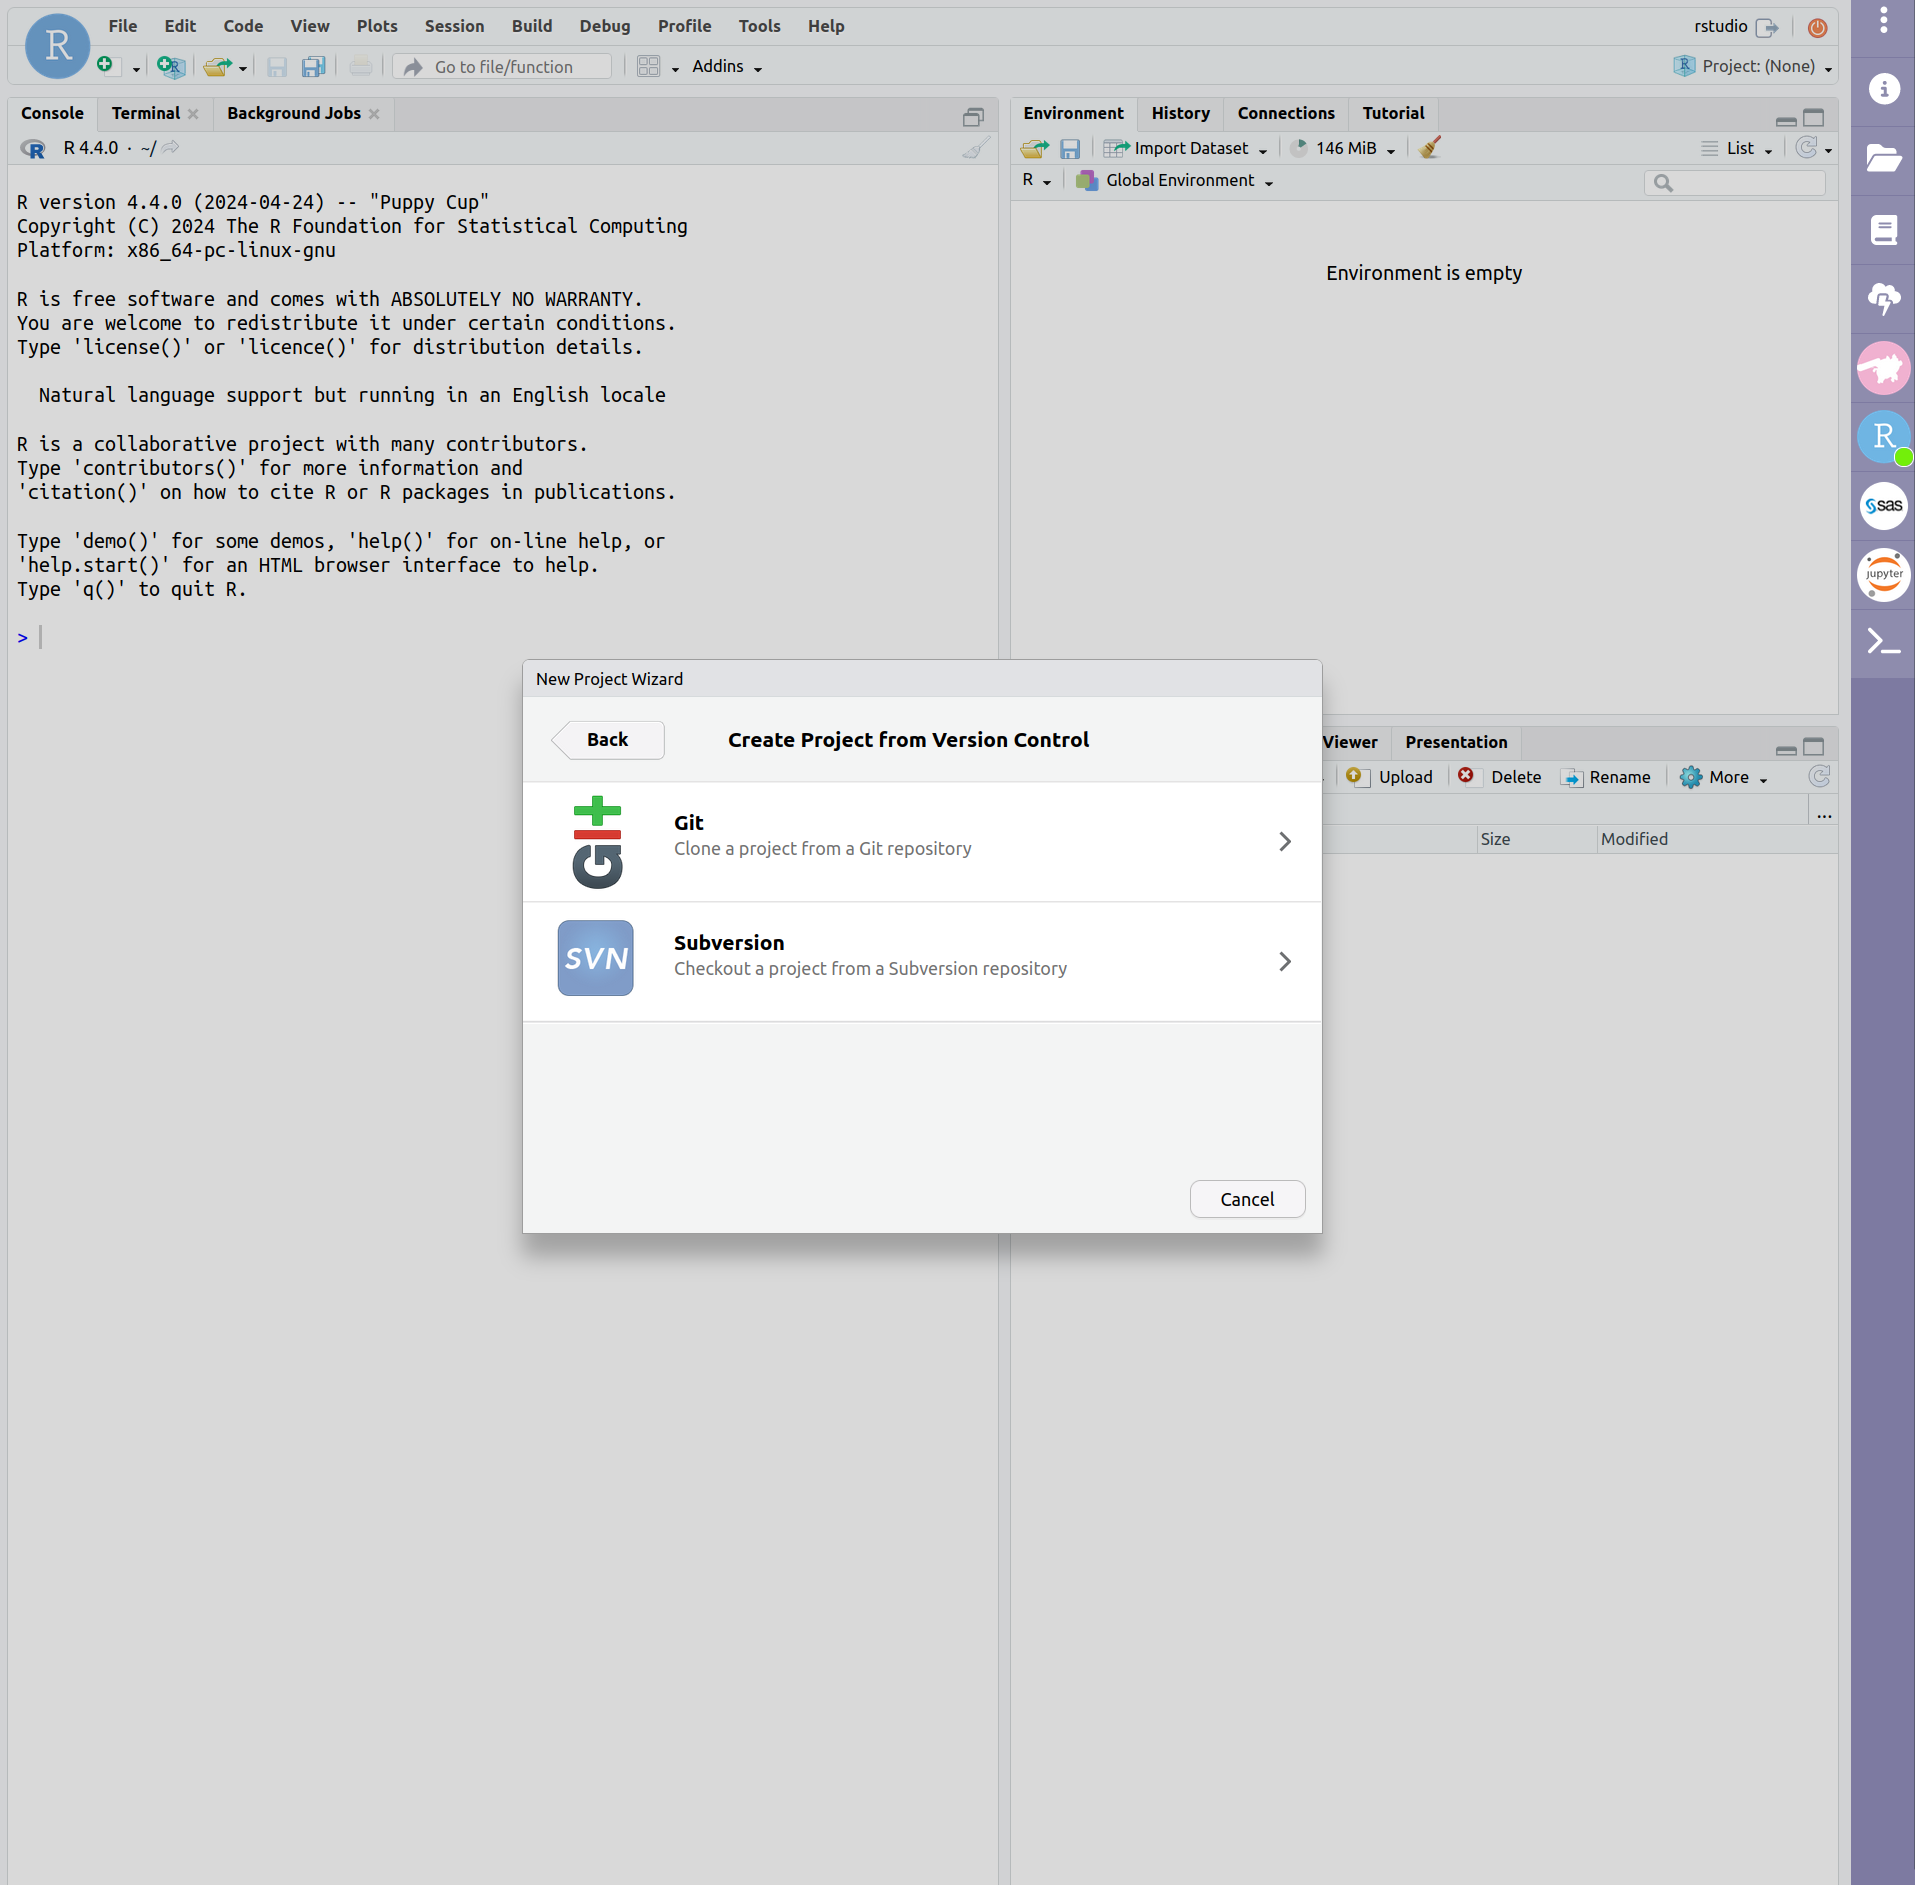 File Edit Code View Plots Session Build Debug Profile Tools Help
rstudio
R
Go to file/function
Addins
Project: (None)
Console Terminal Background Jobs
R 4.4.0 · ~/
R version 4.4.0 (2024-04-24) -- "Puppy Cup"
Copyright (C) 2024 The R Foundation for Statistical Computing
Platform: x86_64-pc-linux-gnu
R is free software and comes with ABSOLUTELY NO WARRANTY.
You are welcome to redistribute it under certain conditions.
Type 'license()' or 'licence()' for distribution details.
Natural language support but running in an English locale
R is a collaborative project with many contributors.
Type 'contributors()' for more information and
'citation()' on how to cite R or R packages in publications.
Type 'demo()' for some demos, 'help()' for on-line help, or
'help.start()' for an HTML browser interface to help.
Type 'q()' to quit R.
>
Environment History Connections Tutorial
Import Dataset 146 MiB List
R Global Environment
Environment is empty
Viewer Presentation
Upload Delete Rename More
...
Size Modified
New Project Wizard
Back Create Project from Version Control
Git
Git
Clone a project from a Git repository
SVN
Subversion
Checkout a project from a Subversion repository
Cancel
R
sas
jupyter